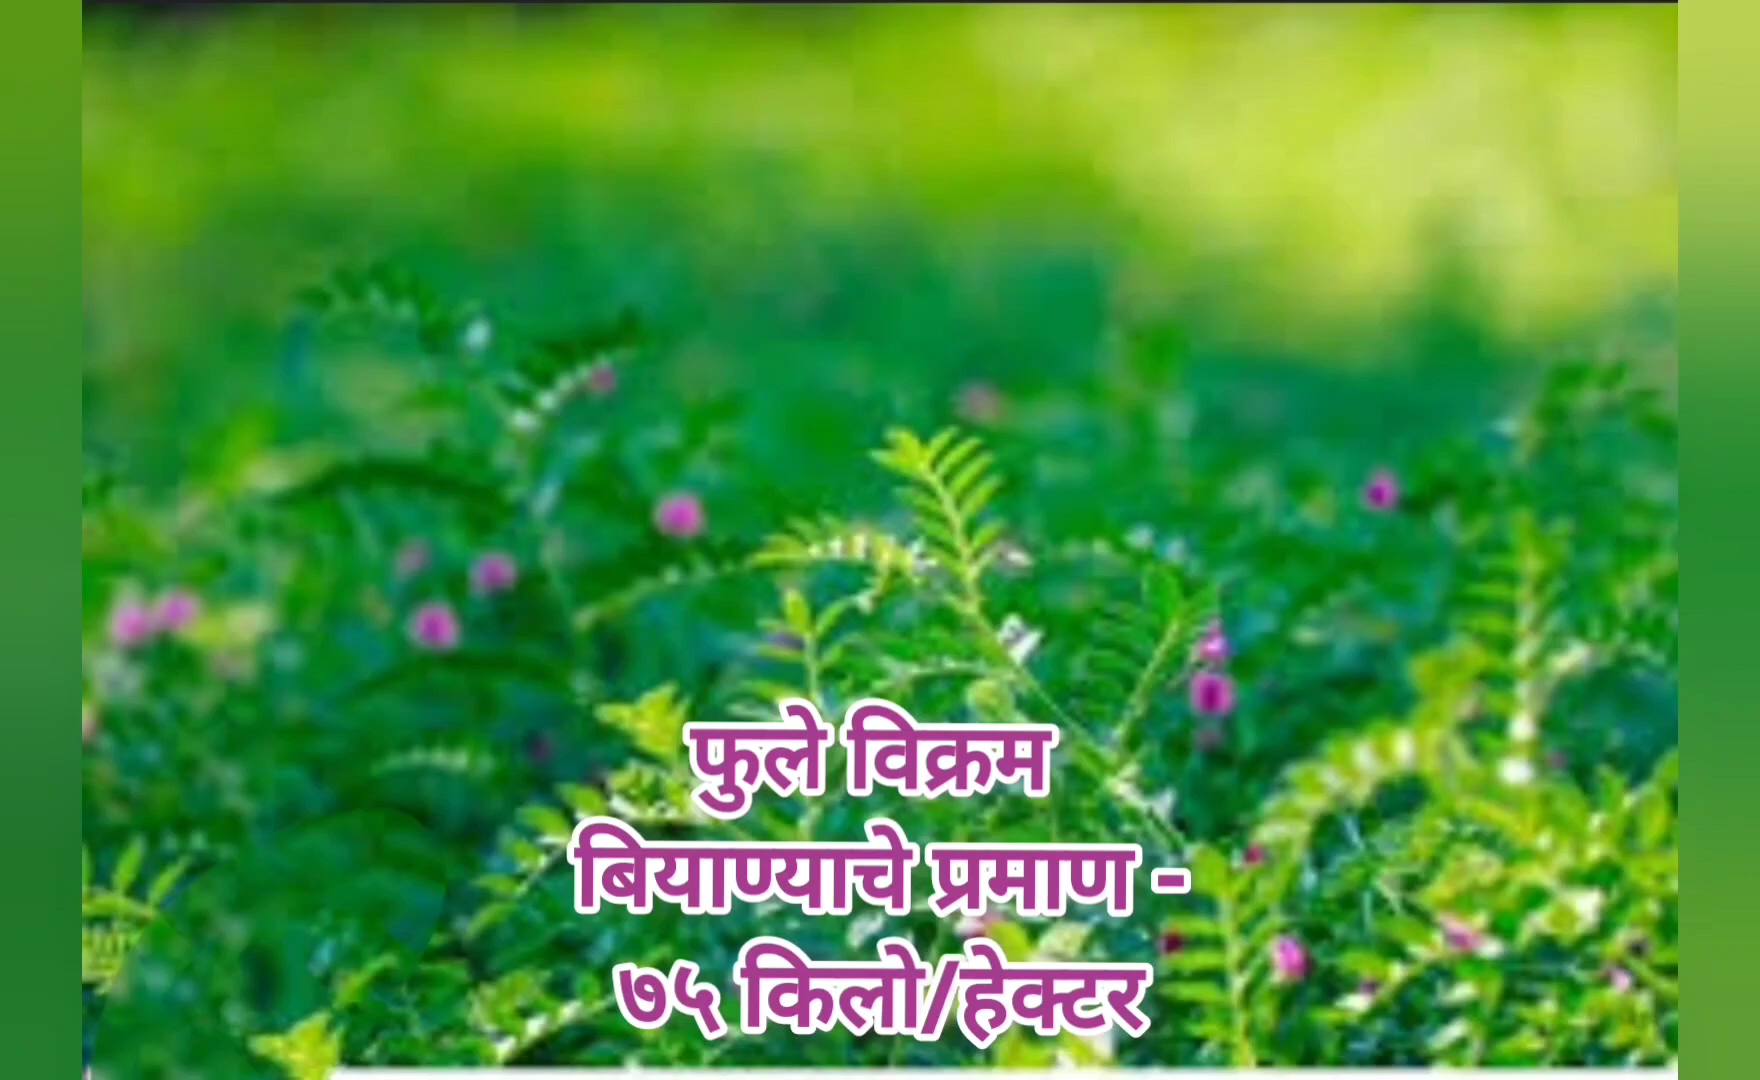 फुले विक्रम
बियाण्याचे प्रमाण -
७५ किलो/हेक्टर